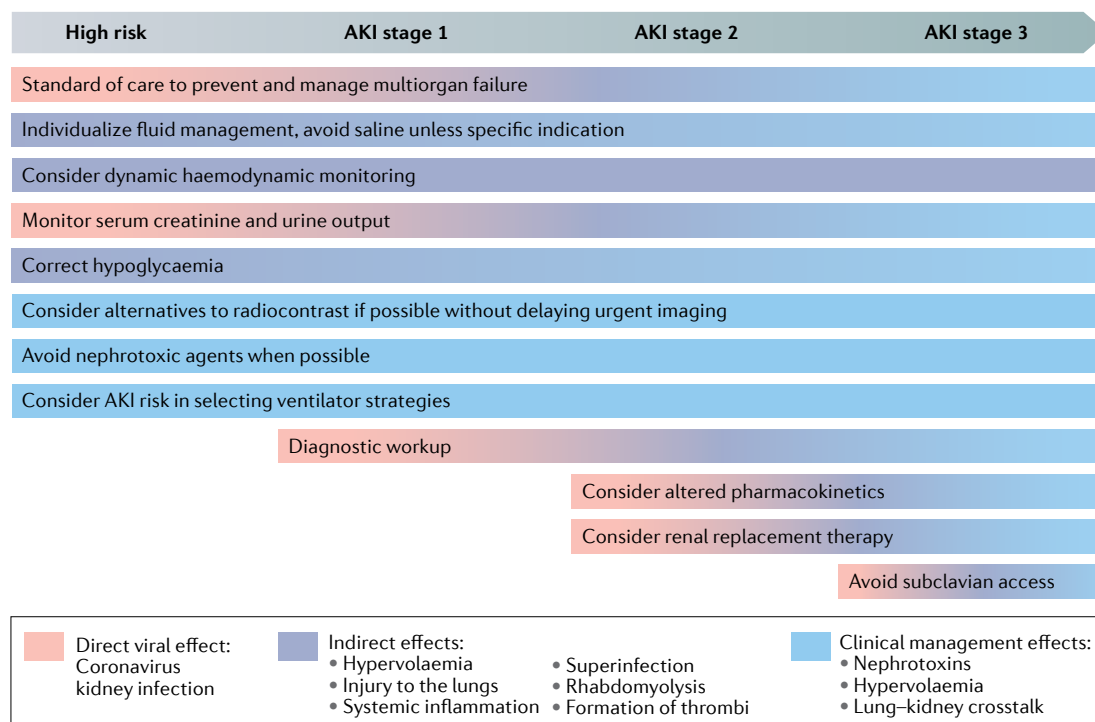 High risk AKI stage 1 AKI stage 2 AKI stage 3
Standard of care to prevent and manage multiorgan failure
Individualize fluid management, avoid saline unless specific indication
Consider dynamic haemodynamic monitoring
Monitor serum creatinine and urine output
Correct hypoglycaemia
Consider alternatives to radiocontrast if possible without delaying urgent imaging
Avoid nephrotoxic agents when possible
Consider AKI risk in selecting ventilator strategies
Diagnostic workup
Consider altered pharmacokinetics
Consider renal replacement therapy
Avoid subclavian access
Direct viral effect:
Coronavirus
kidney infection
Indirect effects:
• Hypervolaemia
• Injury to the lungs
• Systemic inflammation
• Superinfection
• Rhabdomyolysis
• Formation of thrombi
Clinical management effects:
• Nephrotoxins
• Hypervolaemia
• Lung–kidney crosstalk